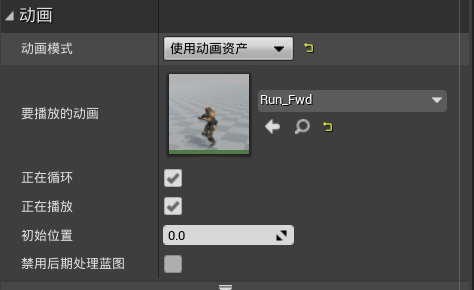 动画
动画模式
使用动画资产
要播放的动画
Run_Fwd
正在循环
正在播放
初始位置
0.0
禁用后期处理蓝图